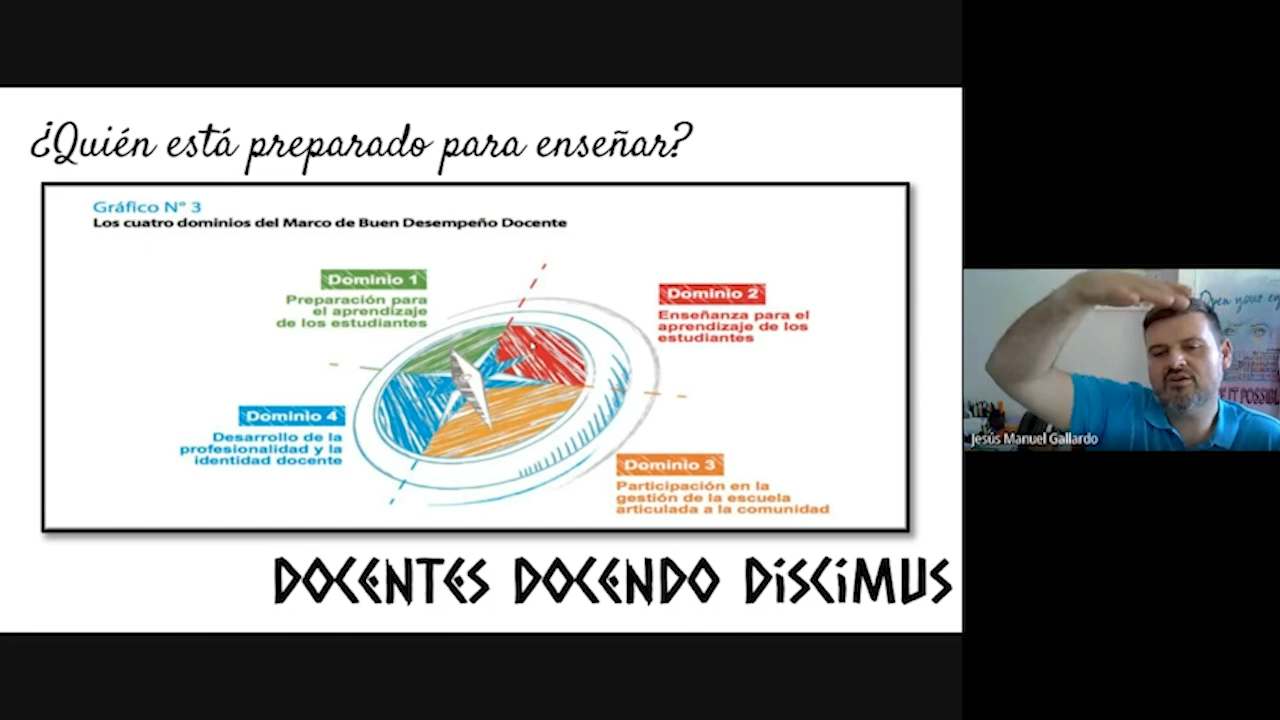 ¿Quién está preparado para enseñar?
Gráfico N° 3
Los cuatro dominios del Marco de Buen Desempeño Docente
Dominio 1
Preparación para
el aprendizaje
de los estudiantes
Dominio 2
Enseñanza para el
aprendizaje de los
estudiantes
Dominio 4
Desarrollo de la
profesionalidad y la
identidad docente
Dominio 3
Participación en la
gestión de la escuela
articulada a la comunidad
DOCENTES DOCENDO DiSCiMUS
Open your
Jesús Manuel Gallardo